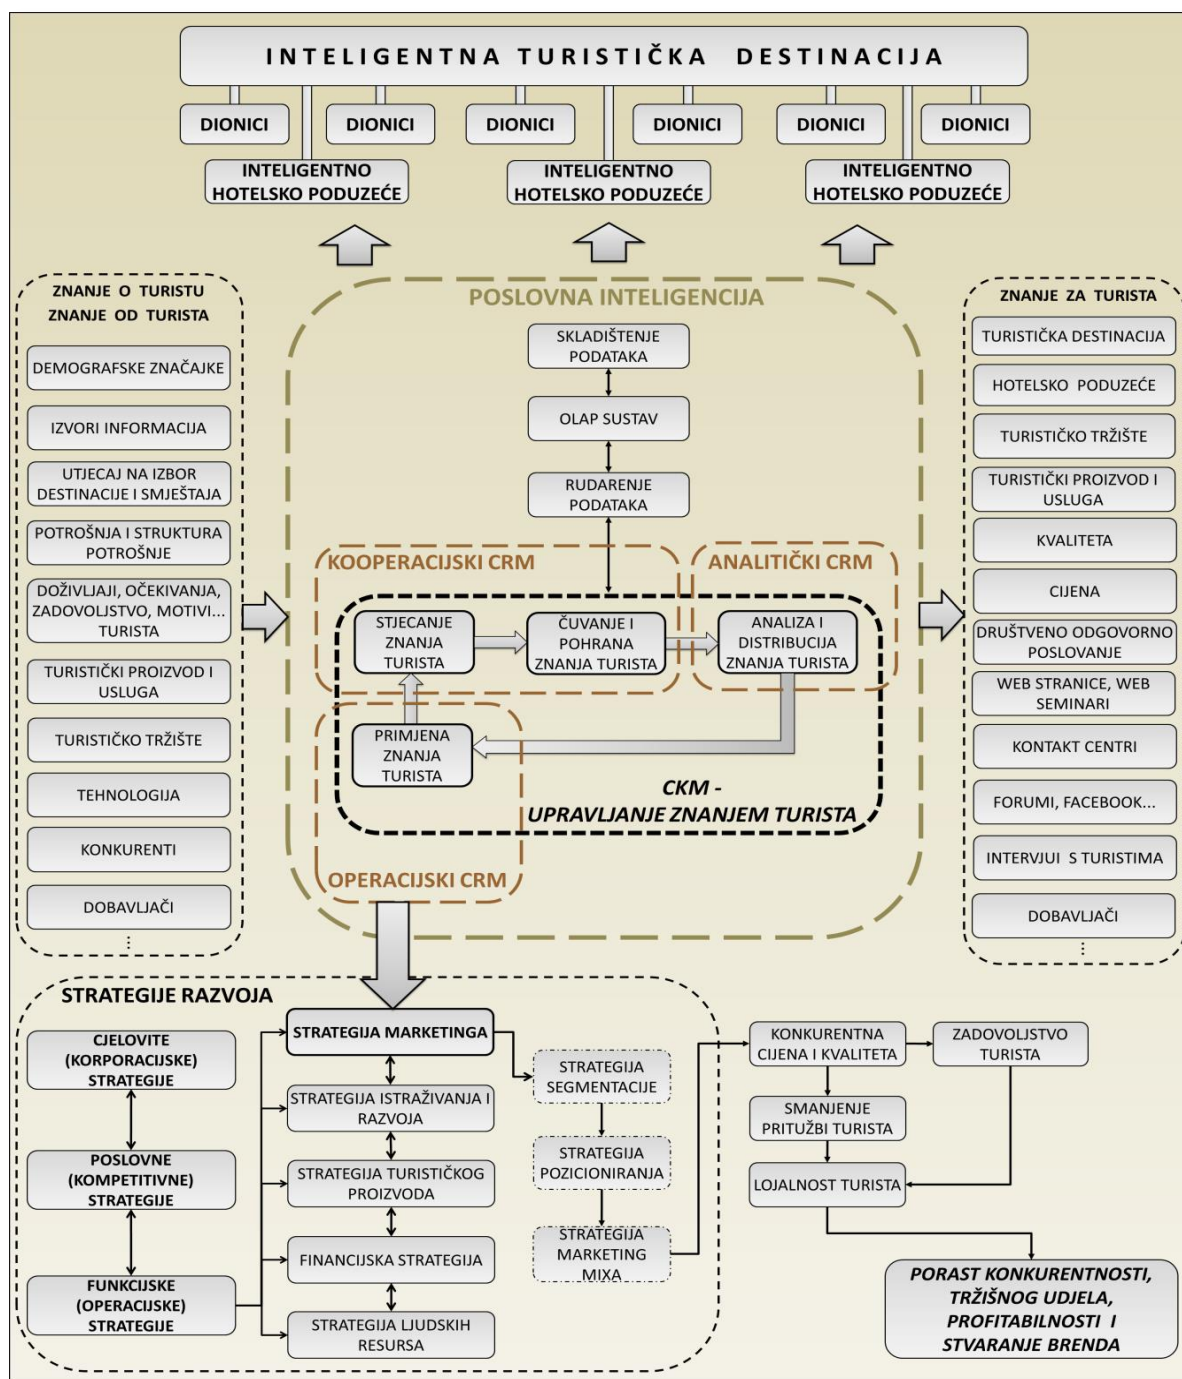 INTELIGENTNA TURISTIČKA DESTINACIJA
DIONICI
DIONICI
DIONICI
DIONICI
DIONICI
DIONICI
INTELIGENTNO
HOTELSKO PODUZEĆE
INTELIGENTNO
HOTELSKO PODUZEĆE
INTELIGENTNO
HOTELSKO PODUZEĆE
ZNANJE O TURISTU
ZNANJE OD TURISTA
DEMOGRAFSKE ZNAČAJKE
IZVORI INFORMACIJA
UTJECAJ NA IZBOR
DESTINACIJE I SMJEŠTAJA
POTROŠNJA I STRUKTURA
POTROŠNJE
DOŽIVLJAJI, OČEKIVANJA,
ZADOVOLJSTVO, MOTIVI...
TURISTA
TURISTIČKI PROIZVOD I
USLUGA
TURISTIČKO TRŽIŠTE
TEHNOLOGIJA
KONKURENTI
DOBAVLJAČI
...
POSLOVNA INTELIGENCIJA
SKLADIŠTENJE
PODATAKA
OLAP SUSTAV
RUDARENJE
PODATAKA
KOOPERACIJSKI CRM
ANALITIČKI CRM
STJECANJE
ZNANJA
TURISTA
ČUVANJE I
POHRANA
ZNANJA TURISTA
ANALIZA I
DISTRIBUCIJA
ZNANJA TURISTA
PRIMJENA
ZNANJA
TURISTA
CKM -
UPRAVLJANJE ZNANJEM TURISTA
OPERACIJSKI CRM
ZNANJE ZA TURISTA
TURISTIČKA DESTINACIJA
HOTELSKO PODUZEĆE
TURISTIČKO TRŽIŠTE
TURISTIČKI PROIZVOD I
USLUGA
KVALITETA
CIJENA
DRUŠTVENO ODGOVORNO
POSLOVANJE
WEB STRANICE, WEB
SEMINARI
KONTAKT CENTRI
FORUMI, FACEBOOK...
INTERVJUI S TURISTIMA
DOBAVLJAČI
...
STRATEGIJE RAZVOJA
CJELOVITE
(KORPORACIJSKE)
STRATEGIJE
POSLOVNE
(KOMPETITIVNE)
STRATEGIJE
FUNKCIJSKE
(OPERACIJSKE)
STRATEGIJE
STRATEGIJA MARKETINGA
STRATEGIJA ISTRAŽIVANJA I
RAZVOJA
STRATEGIJA TURISTIČKOG
PROIZVODA
FINANCIJSKA STRATEGIJA
STRATEGIJA LJUDSKIH
RESURSA
STRATEGIJA
SEGMENTACIJE
STRATEGIJA
POZICIONIRANJA
STRATEGIJA
MARKETING
MIXA
KONKURENTNA
CIJENA I KVALITETA
ZADOVOLJSTVO
TURISTA
SMANJENJE
PRITUŽBI TURISTA
LOJALNOST TURISTA
PORAST KONKURENTNOSTI,
TRŽIŠNOG UDJELA,
PROFITABILNOSTI I
STVARANJE BRENDA